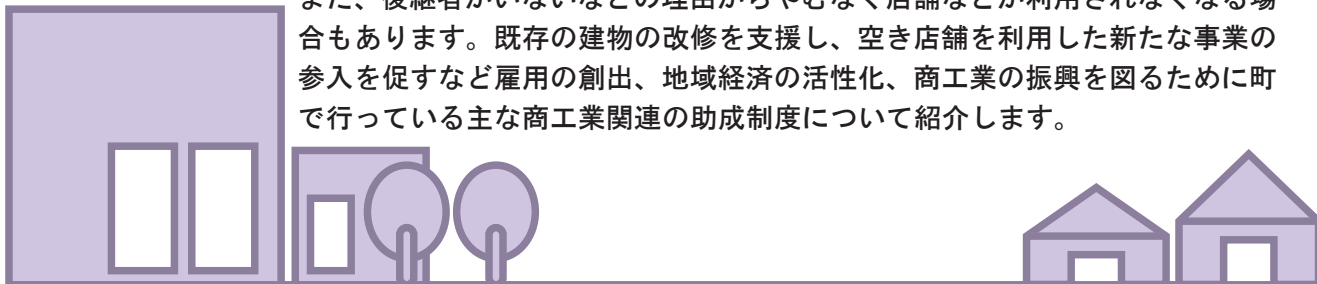 また、後継者がいないなどの理由からやむなく店舗などが利用されなくなる場
合もあります。既存の建物の改修を支援し、空き店舗を利用した新たな事業の
参入を促すなど雇用の創出、地域経済の活性化、商工業の振興を図るために町
で行っている主な商工業関連の助成制度について紹介します。